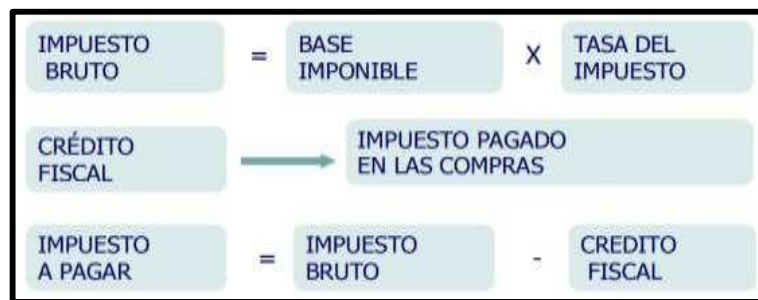 IMPUESTO
BRUTO
=
BASE
IMPONIBLE
X
TASA DEL
IMPUESTO
CRÉDITO
FISCAL
IMPUESTO PAGADO
EN LAS COMPRAS
IMPUESTO
A PAGAR
=
IMPUESTO
BRUTO
-
CREDITO
FISCAL